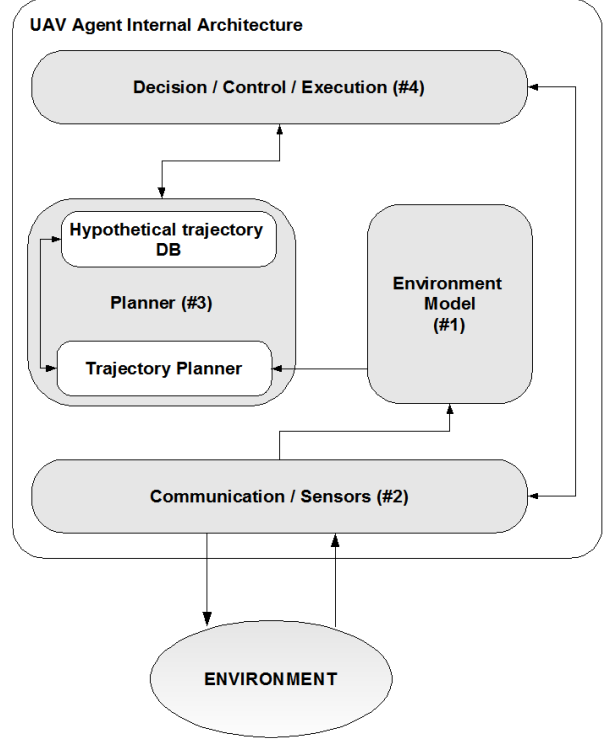 UAV Agent Internal Architecture
Decision / Control / Execution (#4)
Hypothetical trajectory
DB
Planner (#3)
Trajectory Planner
Environment
Model
(#1)
Communication / Sensors (#2)
ENVIRONMENT